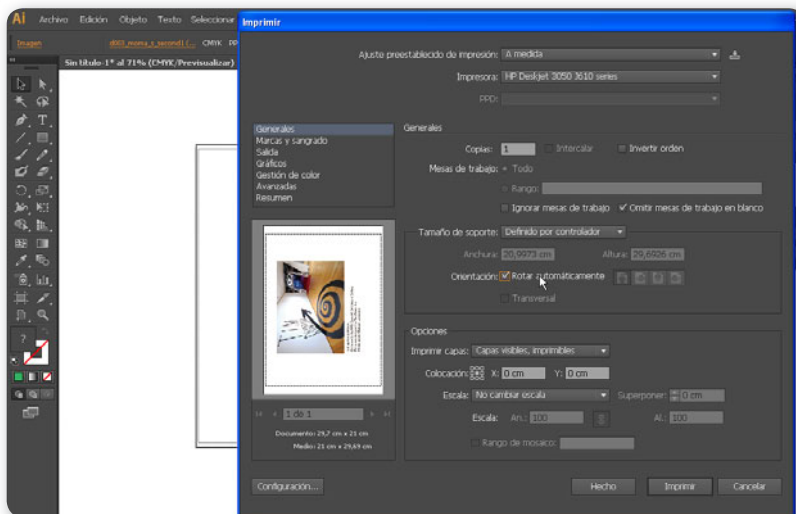 Ai Archivo Edición Objeto Texto Seleccionar
Imprimir
Imagen d003_moma_s_second1 (... CMYK PP
Sin título-1* al 71% (CMYK/Previsualizar)
Ajuste preestablecido de impresión: A medida
Impresora: HP Deskjet 3050 J610 series
PPD:
Generales
Marcas y sangrado
Salida
Gráficos
Gestión de color
Avanzadas
Resumen
Generales
Copias: 1 Intercalar Invertir orden
Mesas de trabajo: Todo
Rango:
Ignorar mesas de trabajo Omitir mesas de trabajo en blanco
Tamaño de soporte: Definido por controlador
Anchura: 20,9973 cm Altura: 29,6926 cm
Orientación: Rotar automáticamente
Transversal
Opciones
Imprimir capas: Capas visibles, imprimibles
Colocación: X: 0 cm Y: 0 cm
Escala: No cambiar escala Superponer: 0 cm
Escala: An.: 100 Al.: 100
Rango de mosaico:
1 de 1
Documento: 29,7 cm x 21 cm
Medio: 21 cm x 29,69 cm
?
Configuración... Hecho Imprimir Cancelar